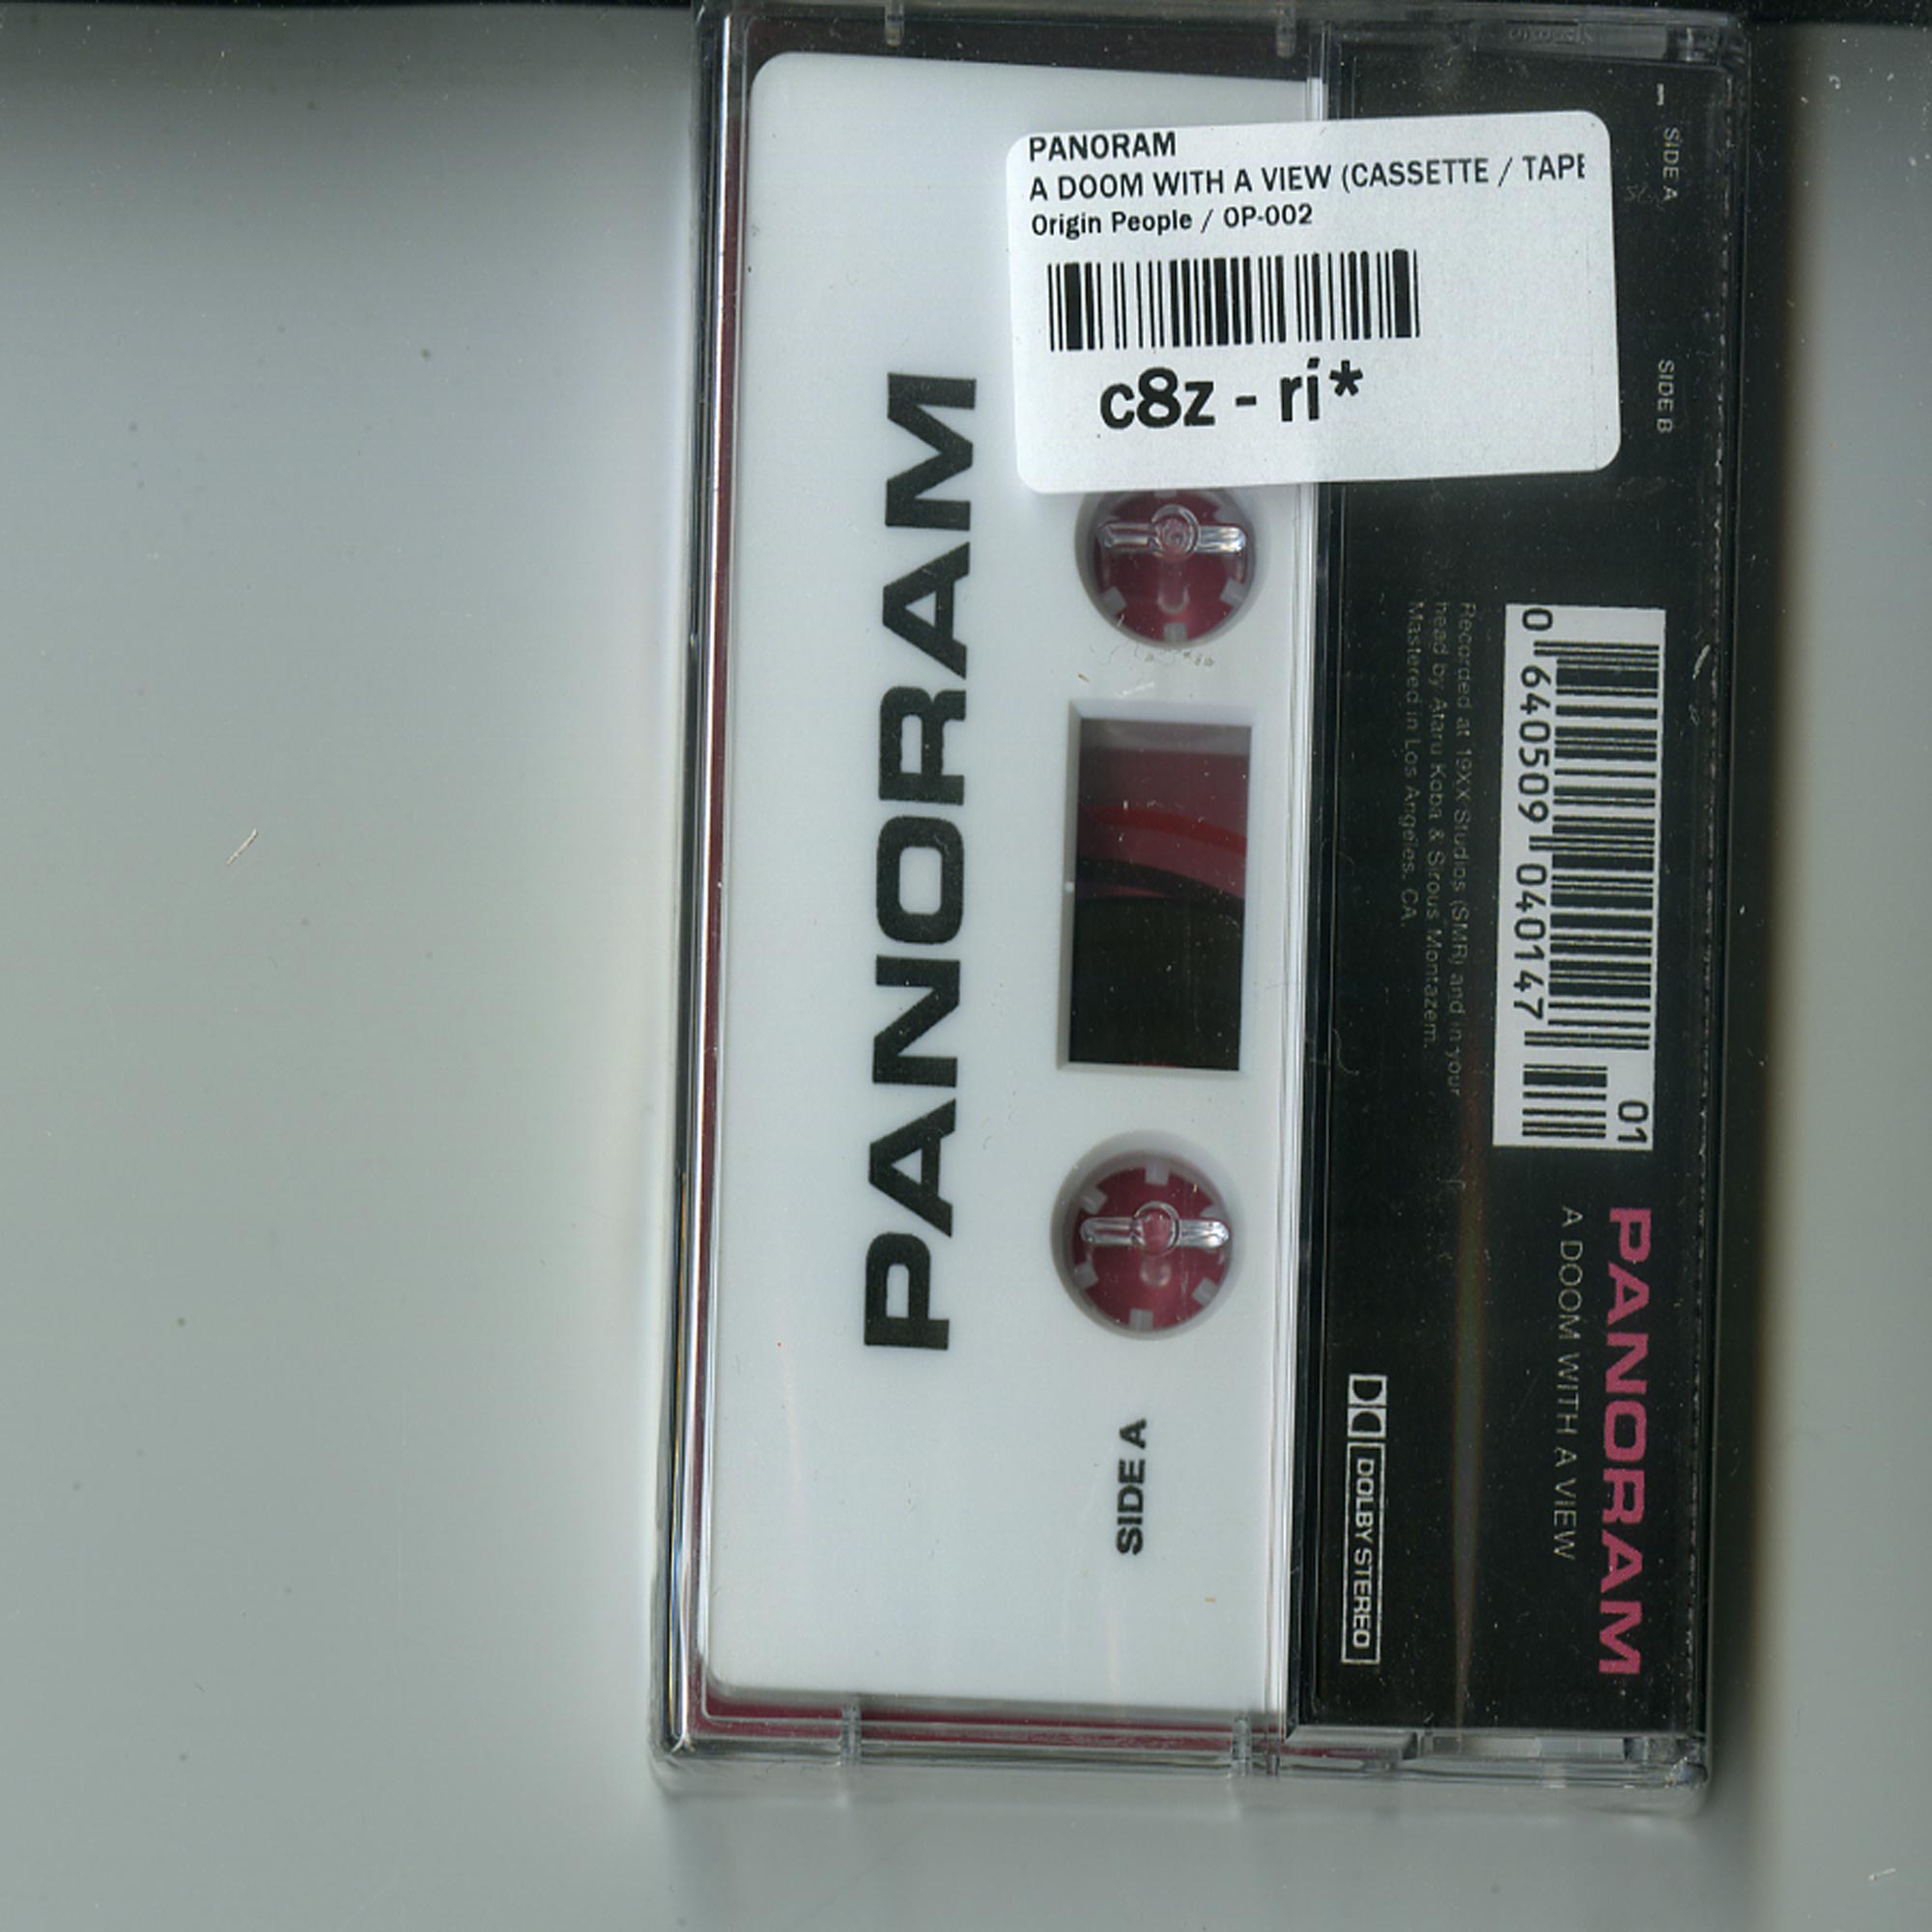 PANORAM
A DOOM WITH A VIEW (CASSETTE / TAPE
Origin People / OP-002
c8z - ri*
PANORAM
SIDE A
SIDE A
SIDE B
Recorded at 19XX Studios (SMR) and in your
head by Ataru Koba & Sirous Montazem.
Mastered in Los Angeles, CA.
0 640509 040147 01
PANORAM
A DOOM WITH A VIEW
DOLBY STEREO